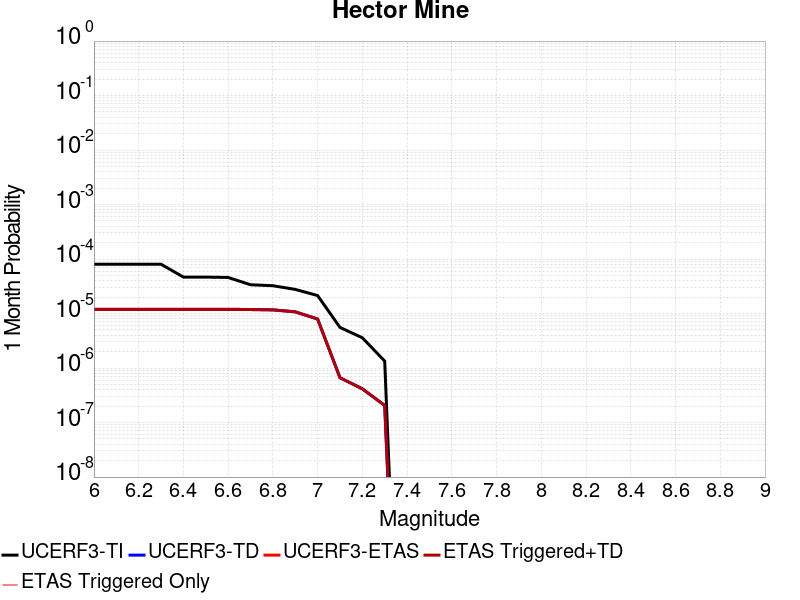 Hector Mine
1 Month Probability
10^0
10^-1
10^-2
10^-3
10^-4
10^-5
10^-6
10^-7
10^-8
6 6.2 6.4 6.6 6.8 7 7.2 7.4 7.6 7.8 8 8.2 8.4 8.6 8.8 9
Magnitude
UCERF3-TI UCERF3-TD UCERF3-ETAS ETAS Triggered+TD
ETAS Triggered Only